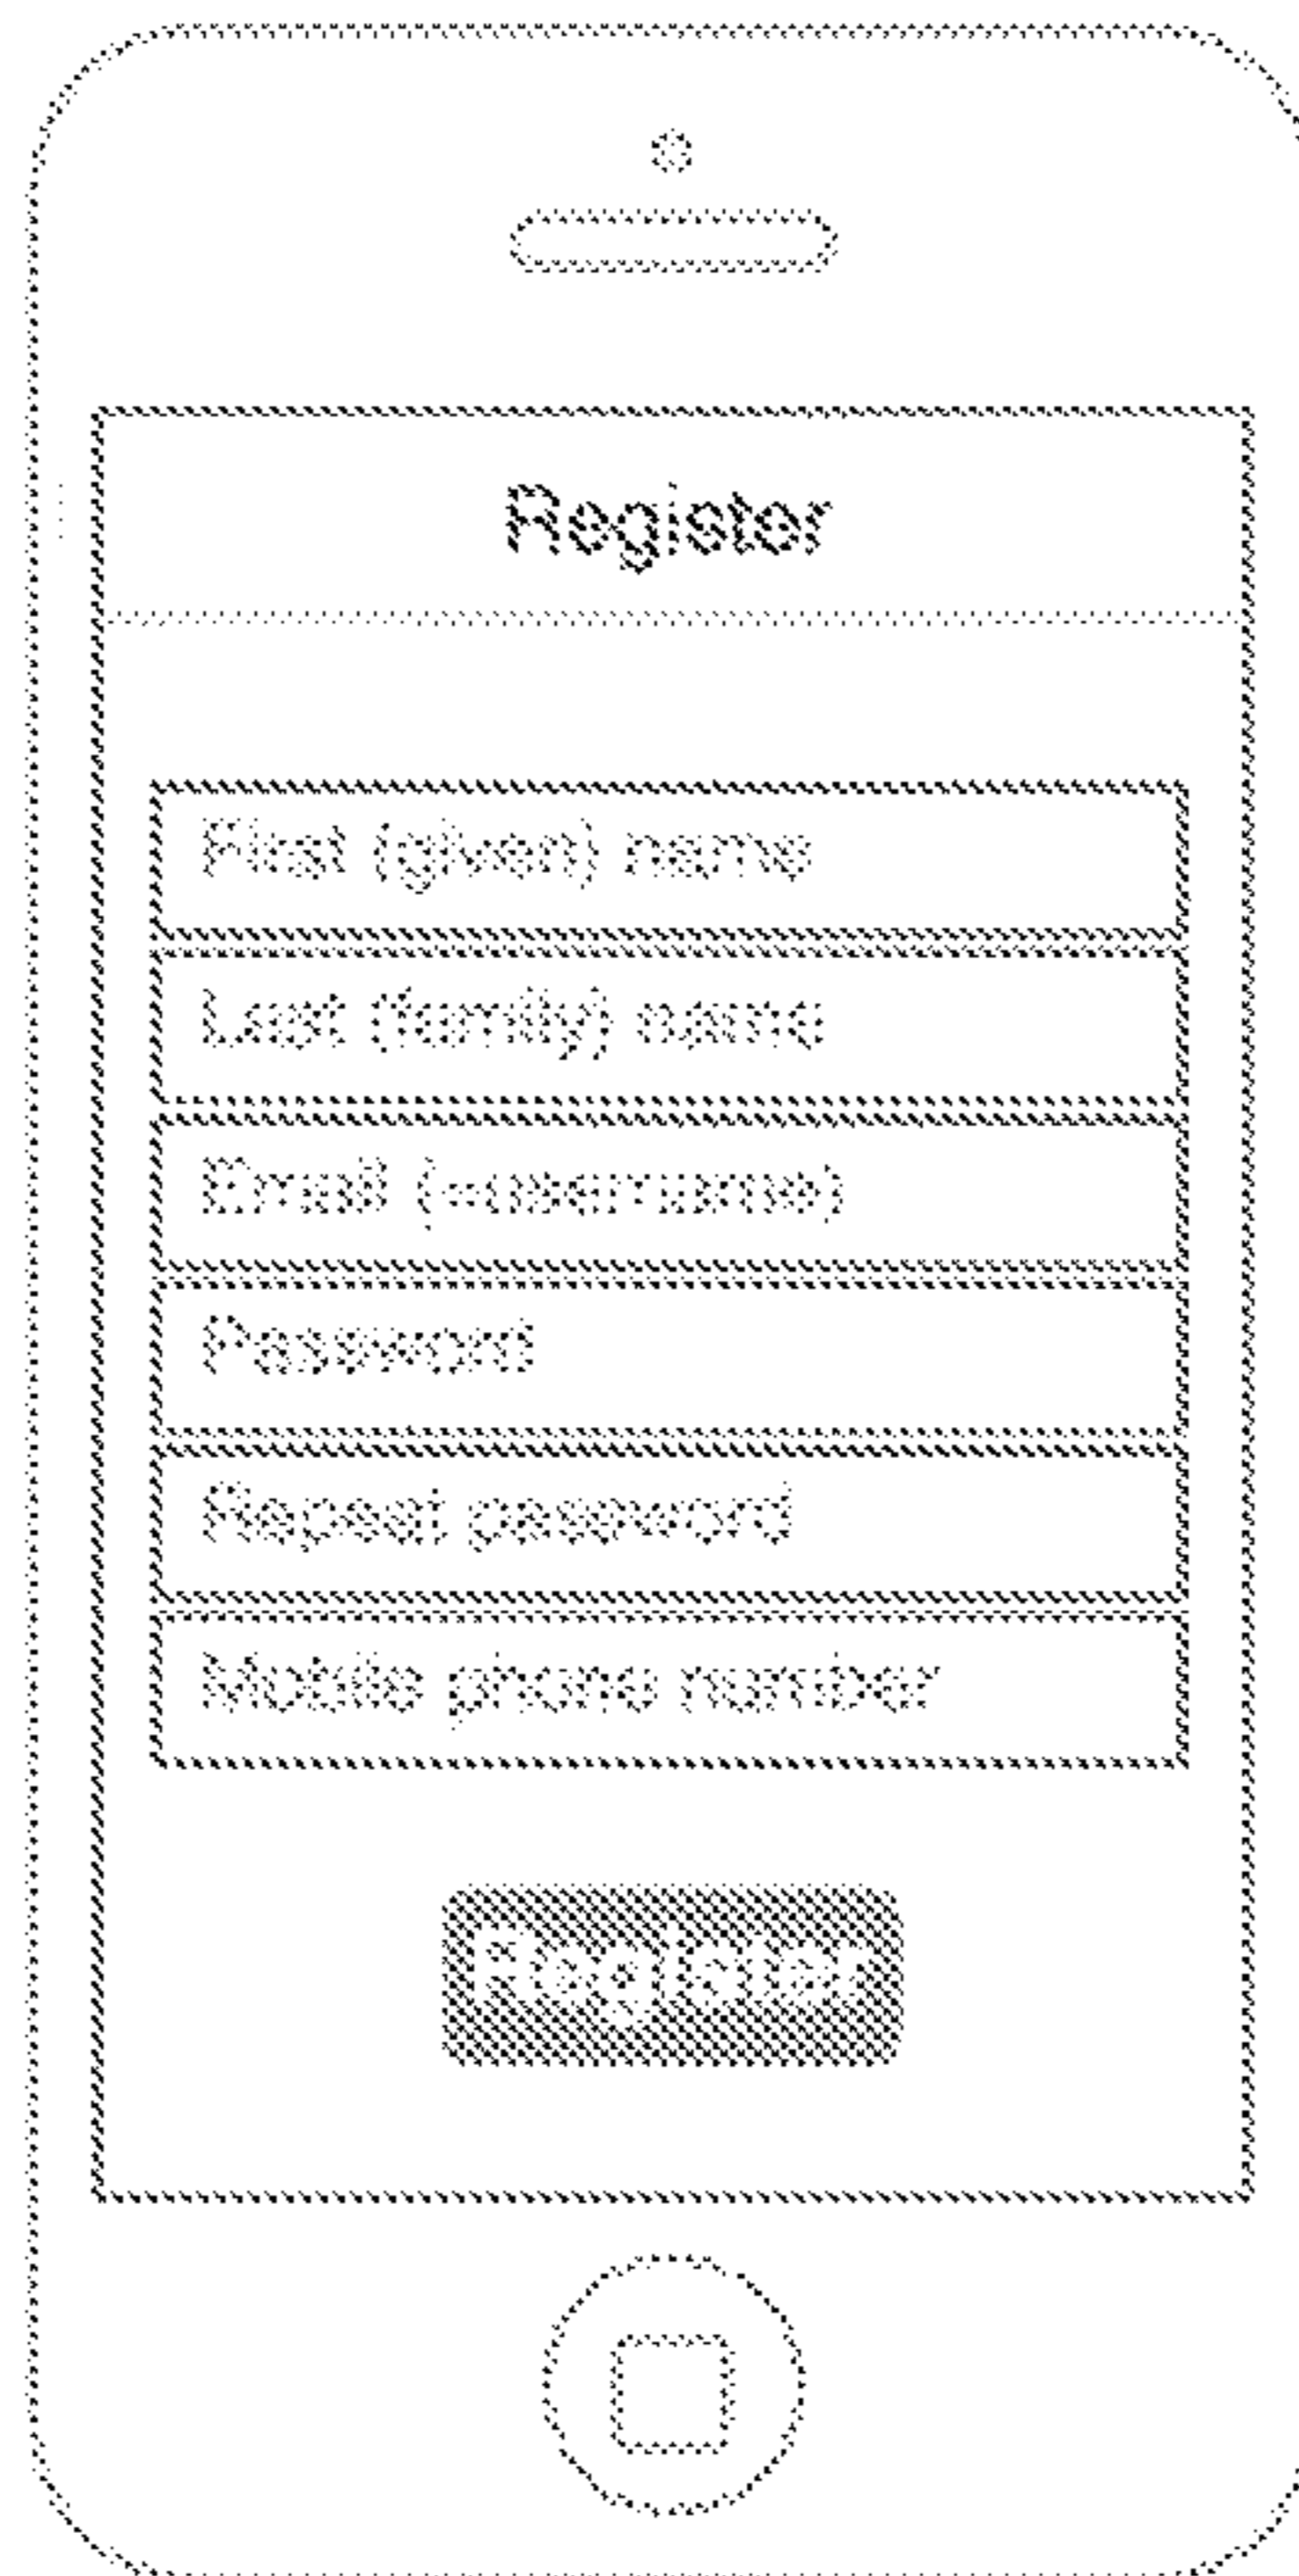 Register
First (given) name
Last (family) name
Email (=username)
Password
Repeat password
Mobile phone number
Register